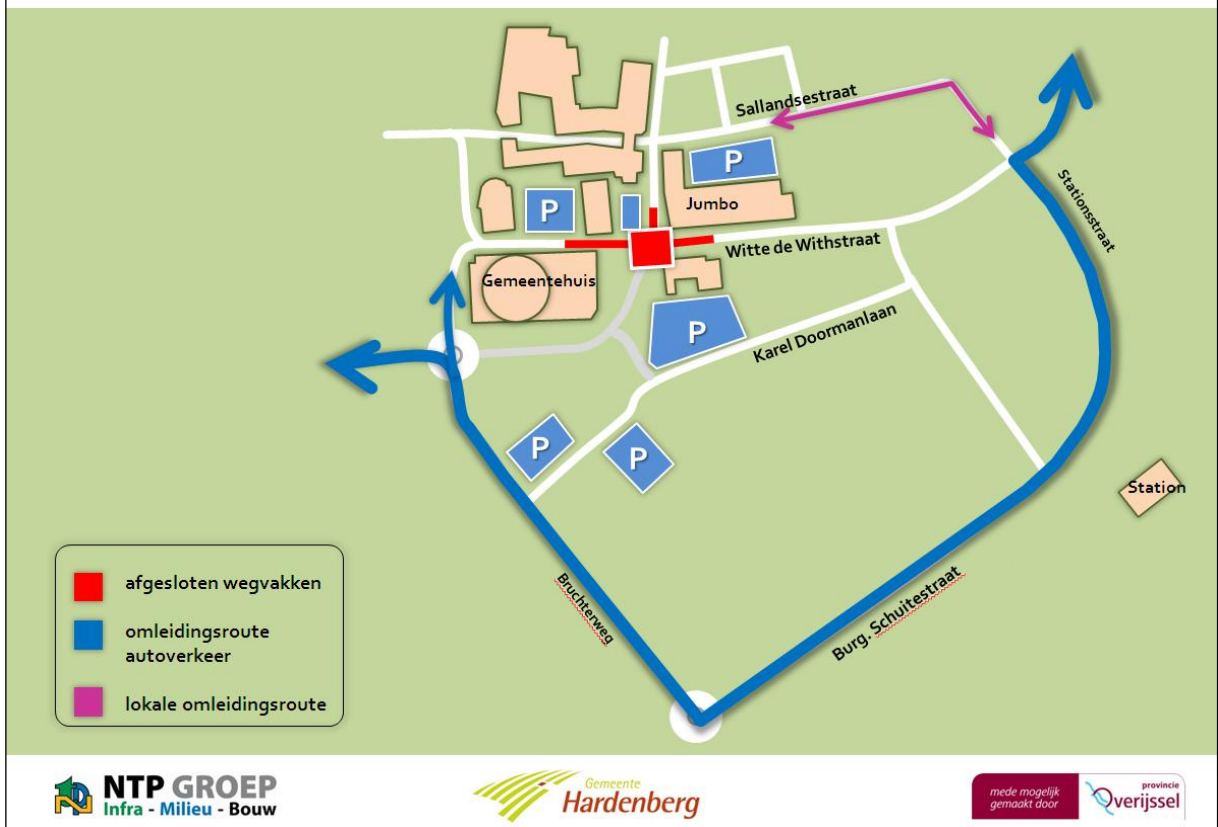 Sallandsestraat
P
Stationsstraat
P
Jumbo
Witte de Withstraat
Gemeentehuis
P
Karel Doormanlaan
P
P
Station
Bruchterweg
Burg. Schuitestraat
afgesloten wegvakken
omleidingsroute
autoverkeer
lokale omleidingsroute
NTP GROEP
Infra - Milieu - Bouw
Gemeente
Hardenberg
mede mogelijk
gemaakt door
provincie
Overijssel